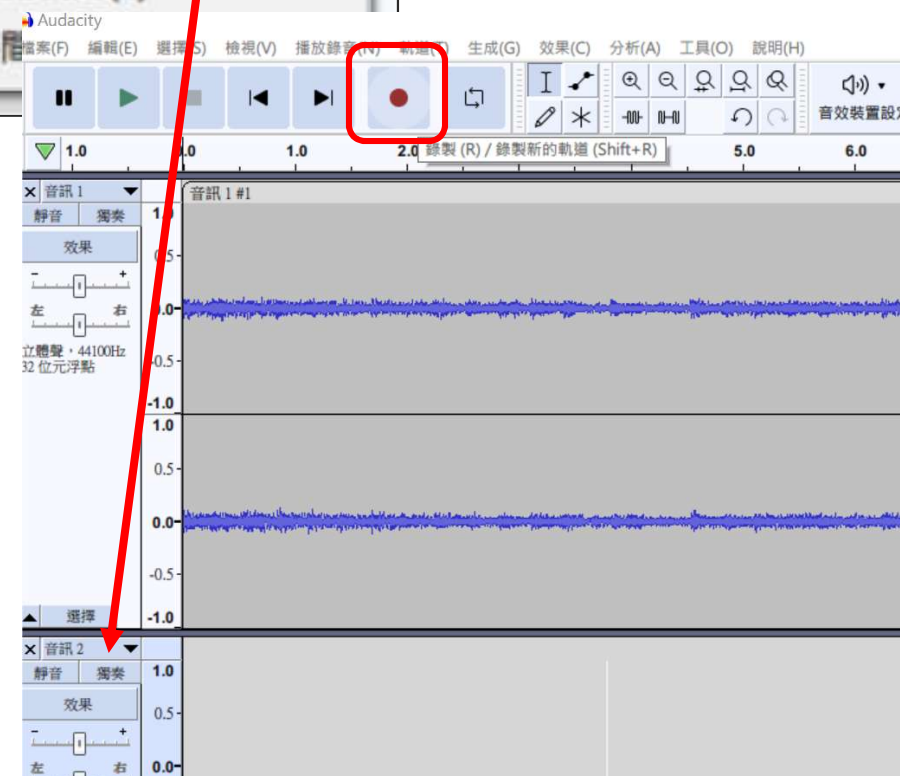 Audacity
檔案(F) 編輯(E) 選擇(S) 檢視(V) 播放錄音(N) 軌道(T) 生成(G) 效果(C) 分析(A) 工具(O) 說明(H)
音效裝置設定
1.0 0.0 1.0 2.0 5.0 6.0
錄製 (R) / 錄製新的軌道 (Shift+R)
音訊 1
音訊 1 #1
靜音 獨奏
1.0
效果
0.5
- +
左 右
0.0
立體聲,44100Hz
32 位元浮點
-0.5
-1.0
1.0
0.5
0.0
-0.5
選擇
-1.0
音訊 2
靜音 獨奏
1.0
效果
0.5
- +
左 右
0.0